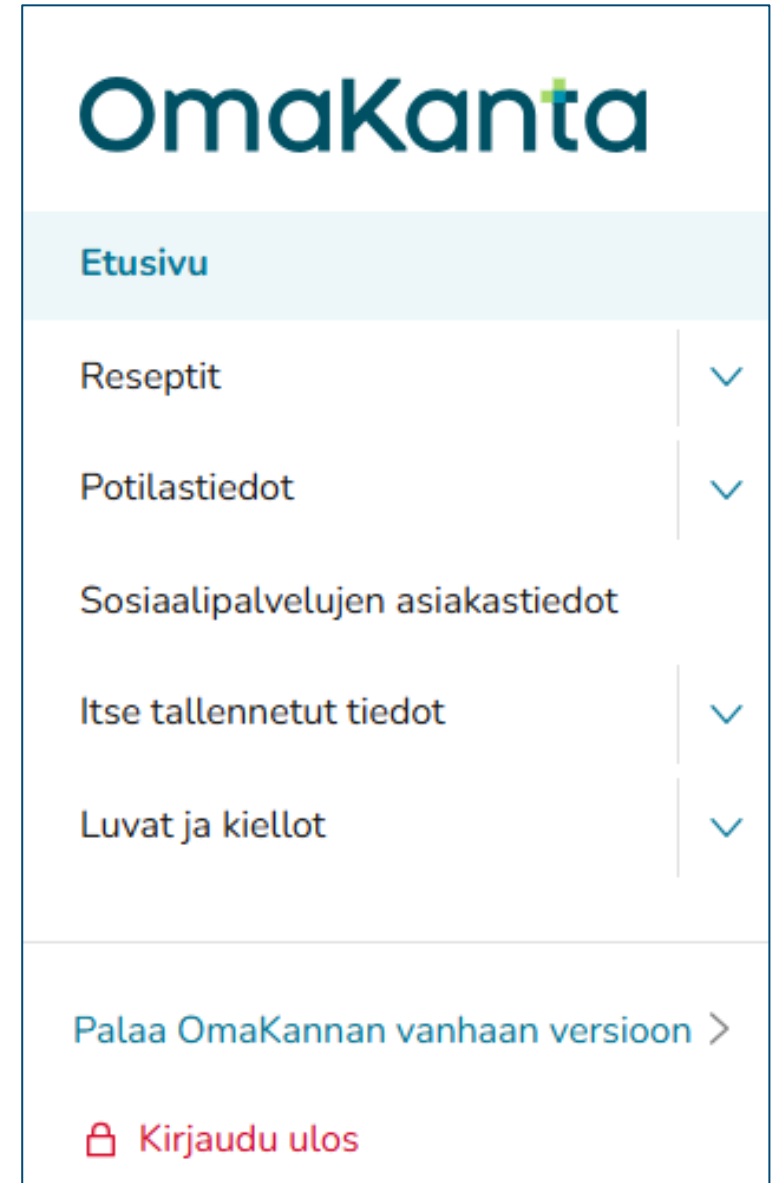 OmaKanta
Etusivu
Reseptit
Potilastiedot
Sosiaalipalvelujen asiakastiedot
Itse tallennetut tiedot
Luvat ja kiellot
Palaa OmaKannan vanhaan versioon
Kirjaudu ulos